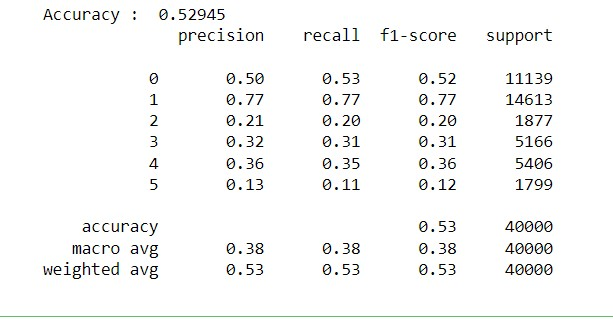 Accuracy :  0.52945
              precision    recall  f1-score   support

           0       0.50      0.53      0.52     11139
           1       0.77      0.77      0.77     14613
           2       0.21      0.20      0.20      1877
           3       0.32      0.31      0.31      5166
           4       0.36      0.35      0.36      5406
           5       0.13      0.11      0.12      1799

    accuracy                           0.53     40000
   macro avg       0.38      0.38      0.38     40000
weighted avg       0.53      0.53      0.53     40000